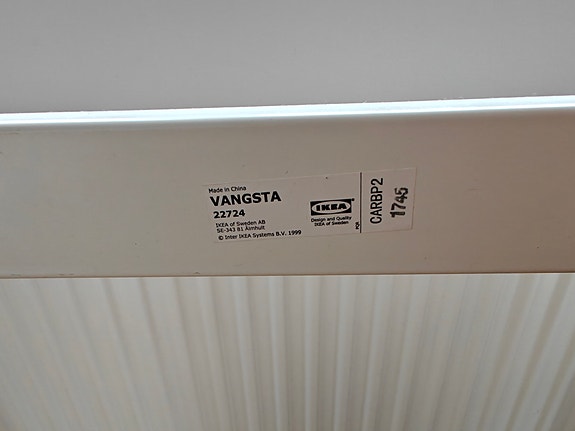 Made in China
VANGSTA
22724
IKEA of Sweden AB
SE-343 81 Älmhult
© Inter IKEA Systems B.V. 1999
IKEA
Design and Quality
IKEA of Sweden
CARBP2
1745